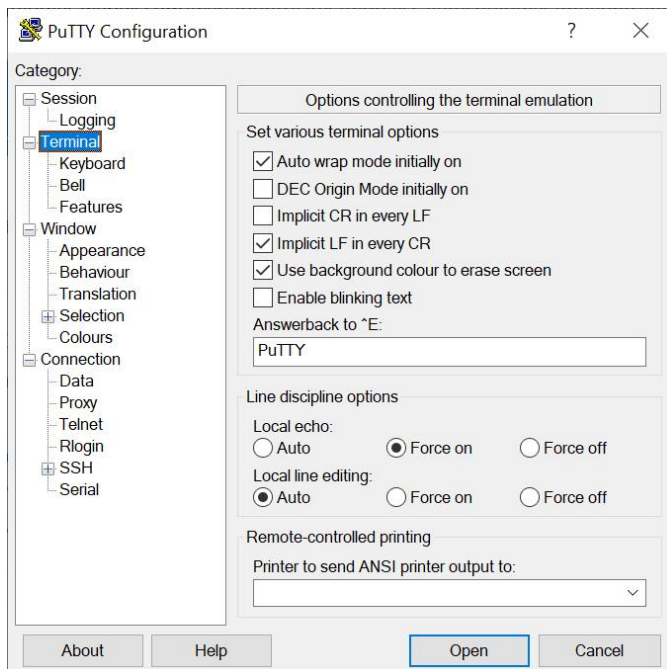 PuTTY Configuration
?
Category:
Session
Logging
Terminal
Keyboard
Bell
Features
Window
Appearance
Behaviour
Translation
Selection
Colours
Connection
Data
Proxy
Telnet
Rlogin
SSH
Serial
Options controlling the terminal emulation
Set various terminal options
Auto wrap mode initially on
DEC Origin Mode initially on
Implicit CR in every LF
Implicit LF in every CR
Use background colour to erase screen
Enable blinking text
Answerback to ^E:
PuTTY
Line discipline options
Local echo:
Auto Force on Force off
Local line editing:
Auto Force on Force off
Remote-controlled printing
Printer to send ANSI printer output to:
About Help Open Cancel